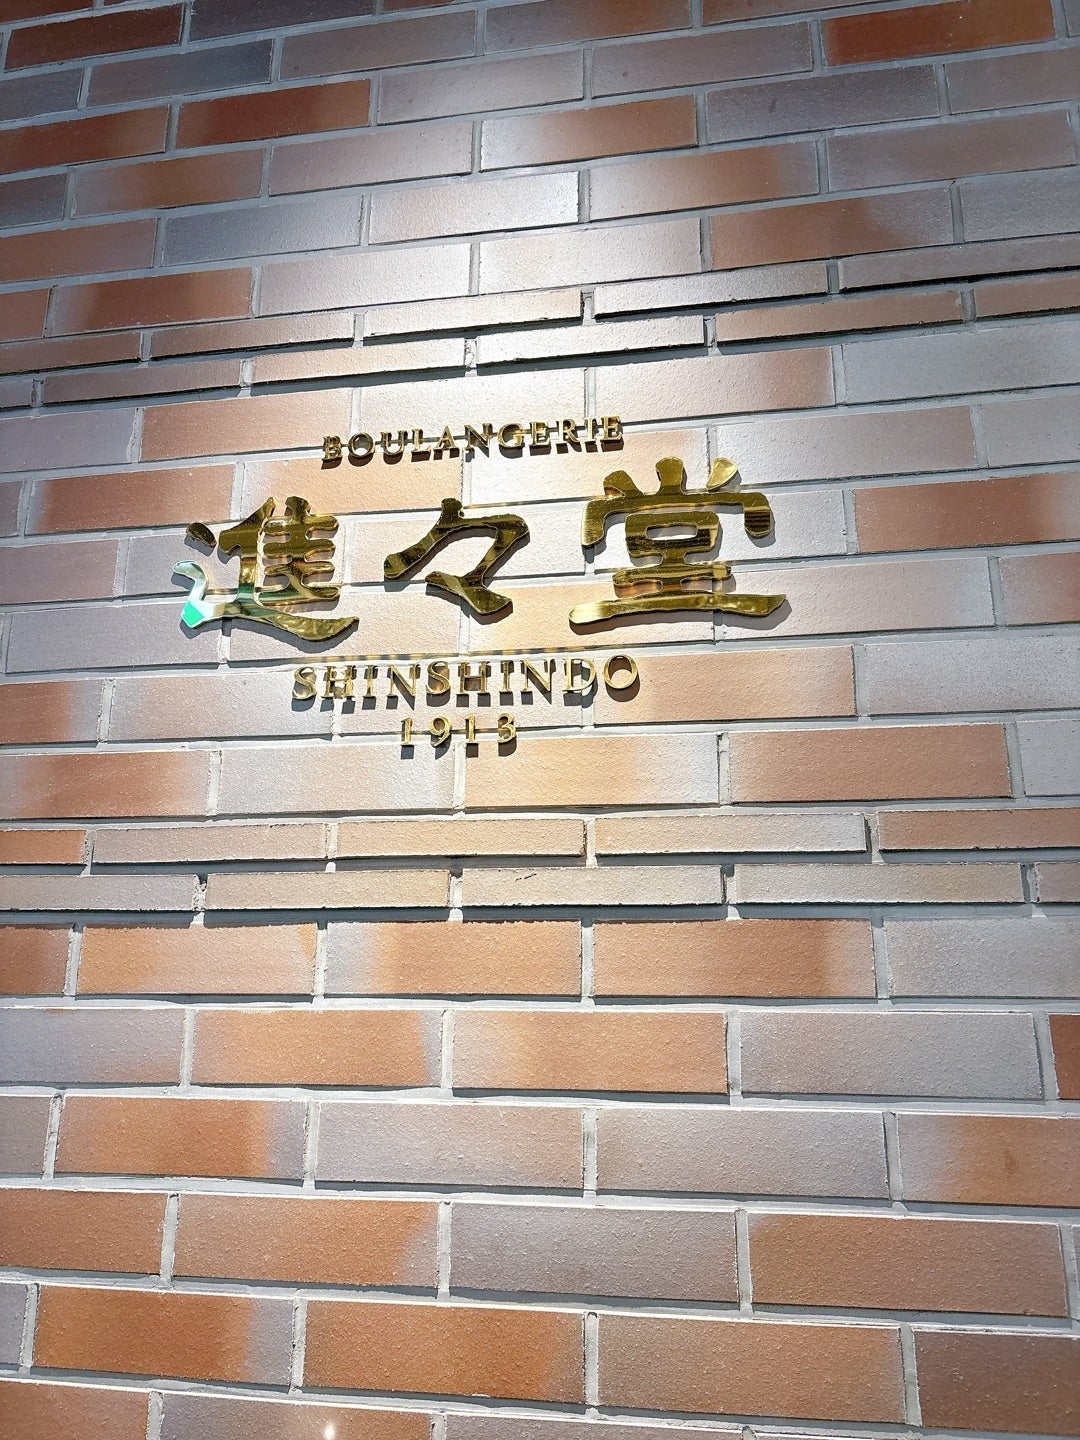 BOULANGERIE
進々堂
SHINSHINDO
1913